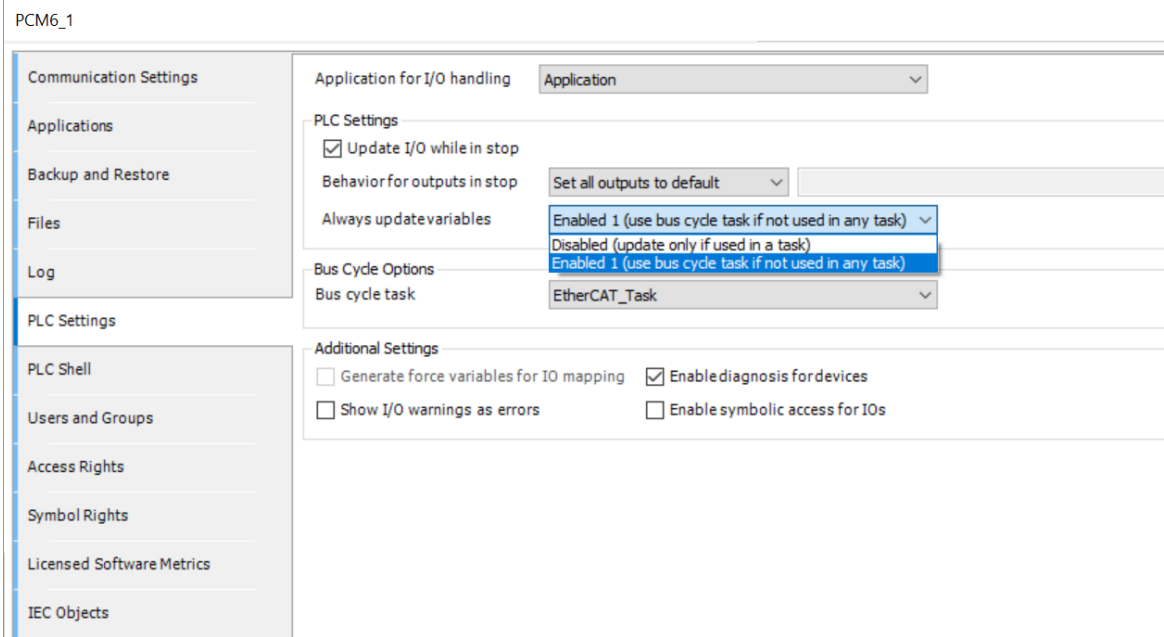 PCM6_1
Communication Settings
Applications
Backup and Restore
Files
Log
PLC Settings
PLC Shell
Users and Groups
Access Rights
Symbol Rights
Licensed Software Metrics
IEC Objects
Application for I/O handling Application
PLC Settings
Update I/O while in stop
Behavior for outputs in stop Set all outputs to default
Always update variables Enabled 1 (use bus cycle task if not used in any task)
Disabled (update only if used in a task)
Enabled 1 (use bus cycle task if not used in any task)
Bus Cycle Options
Bus cycle task EtherCAT_Task
Additional Settings
Generate force variables for IO mapping Enable diagnosis for devices
Show I/O warnings as errors Enable symbolic access for IOs